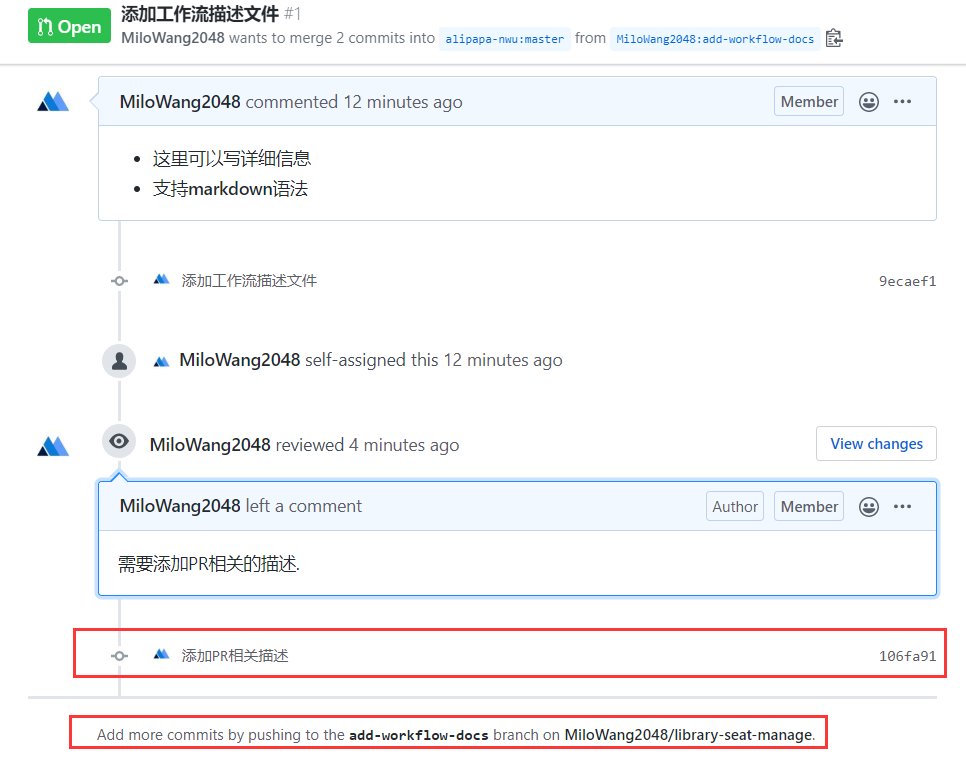 Open 添加工作流描述文件 #1
MiloWang2048 wants to merge 2 commits into alipapa-nwu:master from MiloWang2048:add-workflow-docs
MiloWang2048 commented 12 minutes ago Member
这里可以写详细信息
支持markdown语法
添加工作流描述文件 9ecaef1
MiloWang2048 self-assigned this 12 minutes ago
MiloWang2048 reviewed 4 minutes ago View changes
MiloWang2048 left a comment Author Member
需要添加PR相关的描述.
添加PR相关描述 106fa91
Add more commits by pushing to the add-workflow-docs branch on MiloWang2048/library-seat-manage.